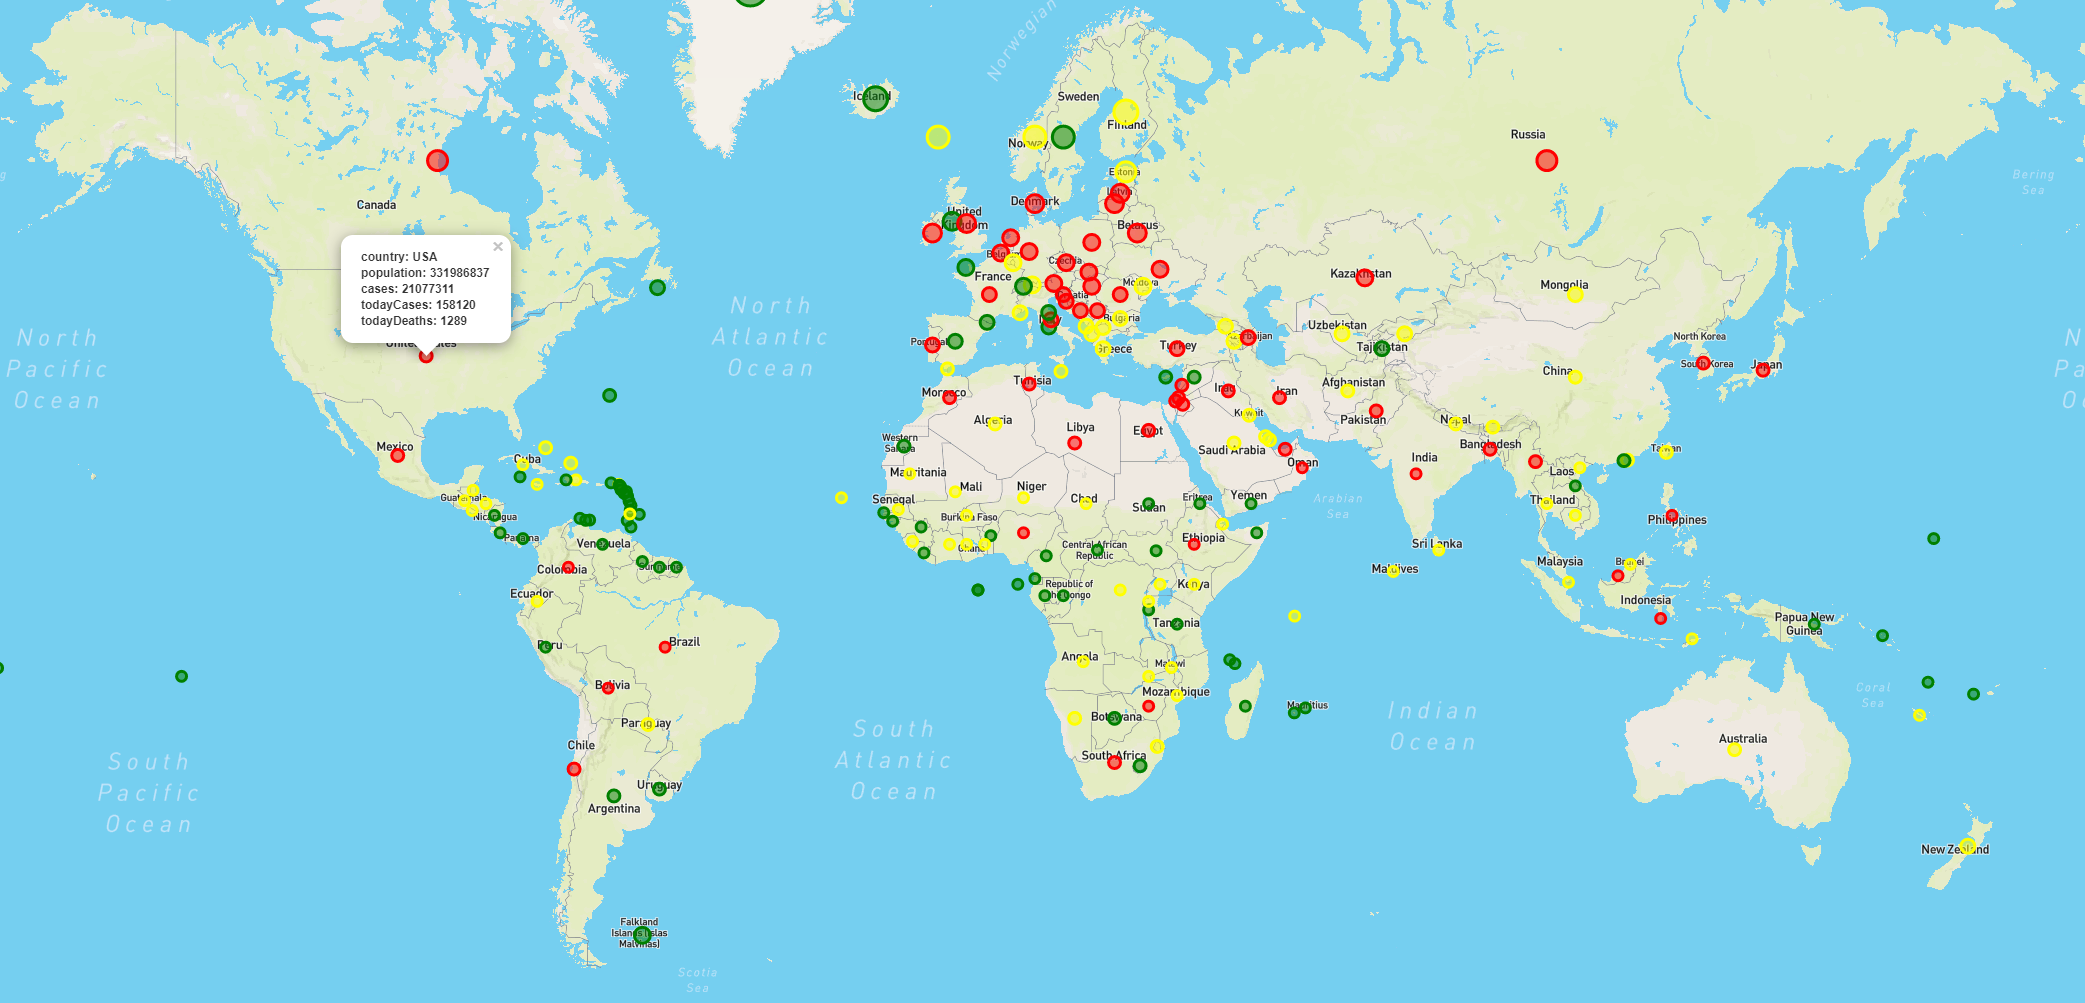 Norwegian
Sea
Iceland
Sweden
Finland
Norway
Russia
Bering
Sea
Estonia
Latvia
Denmark
Canada
United
Kingdom
Belarus
×
country: USA
population: 331986837
cases: 21077311
todayCases: 158120
todayDeaths: 1289
United States
Belgium
Czechia
France
Moldova
Kazakhstan
Mongolia
North
Pacific
Ocean
North
Atlantic
Ocean
Croatia
Italy
Bulgaria
Portugal
Greece
Turkey
Azerbaijan
Uzbekistan
Tajikistan
North Korea
South Korea
Japan
China
Morocco
Tunisia
Iraq
Iran
Afghanistan
Kuwait
Pakistan
Nepal
Algeria
Libya
Egypt
Western
Sahara
Mexico
Cuba
Saudi Arabia
Oman
India
Bangladesh
Taiwan
Laos
Mauritania
Mali
Niger
Chad
Sudan
Eritrea
Yemen
Arabian
Sea
Guatemala
Nicaragua
Senegal
Burkina Faso
Thailand
Philippines
Panama
Venezuela
Ghana
Central African
Republic
Ethiopia
Sri Lanka
Colombia
Suriname
Maldives
Malaysia
Brunei
Ecuador
Republic of
the Congo
Kenya
Indonesia
Peru
Brazil
Tanzania
Papua New
Guinea
Angola
Malawi
Bolivia
Mozambique
Mauritius
Coral
Sea
Paraguay
Botswana
Indian
Ocean
South
Atlantic
Ocean
Chile
South Africa
Australia
South
Pacific
Ocean
Uruguay
Argentina
New Zealand
Falkland
Islands (Islas
Malvinas)
Scotia
Sea